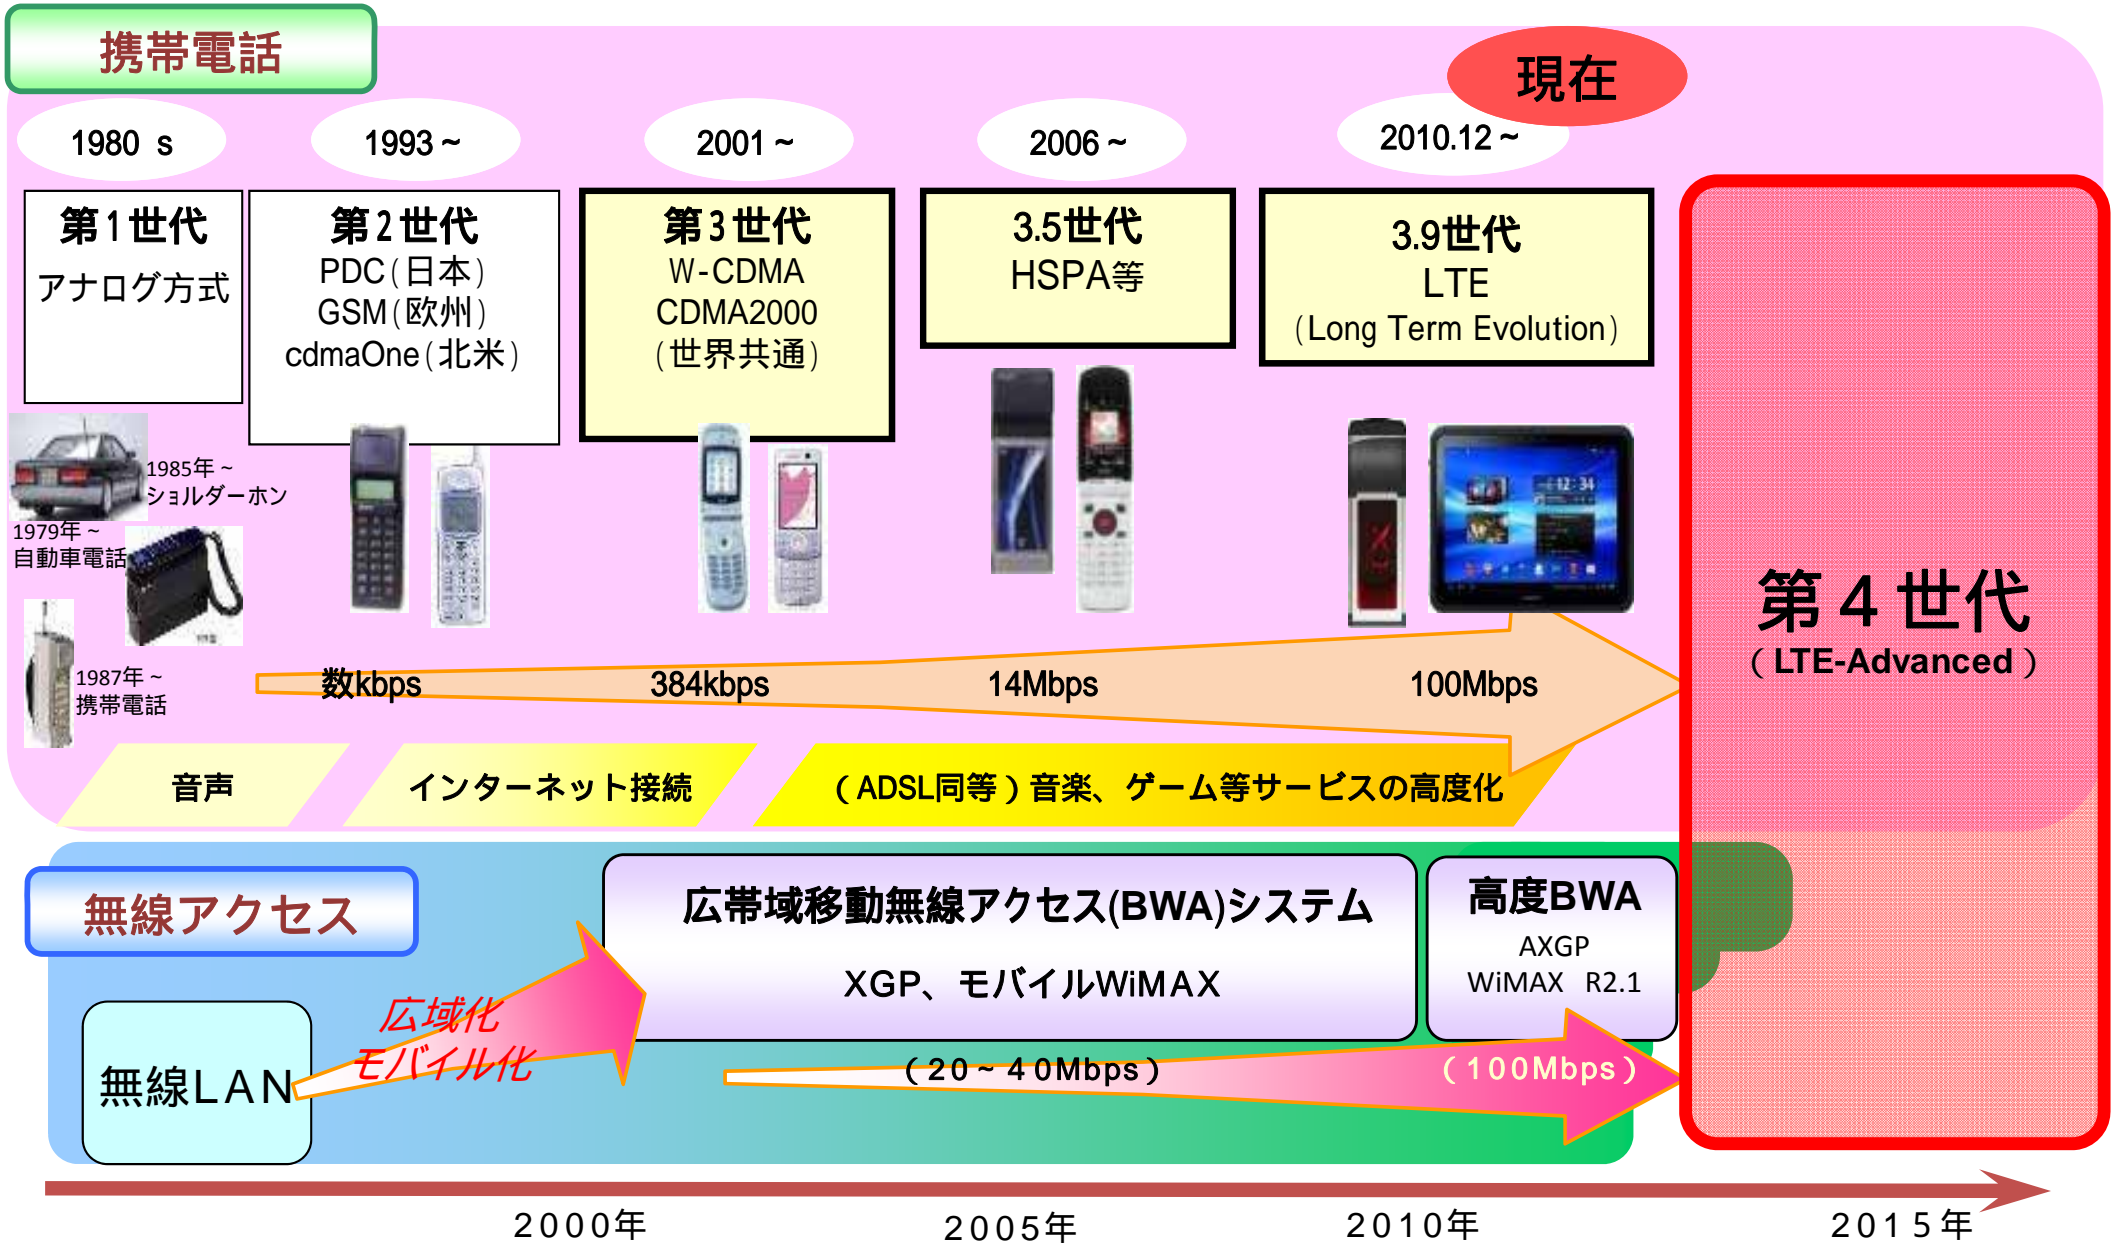 携帯電話
現在
1980 s
1993～
2001～
2006～
2010.12～
第1世代
アナログ方式
第2世代
PDC(日本)
GSM(欧州)
cdmaOne(北米)
第3世代
W-CDMA
CDMA2000
(世界共通)
3.5世代
HSPA等
3.9世代
LTE
(Long Term Evolution)
1985年～
ショルダーホン
1979年～
自動車電話
1987年～
携帯電話
12:34
第４世代
（LTE-Advanced）
数kbps
384kbps
14Mbps
100Mbps
音声
インターネット接続
（ADSL同等）音楽、ゲーム等サービスの高度化
無線アクセス
広帯域移動無線アクセス(BWA)システム
XGP、モバイルWiMAX
高度BWA
AXGP
WiMAX R2.1
広域化
モバイル化
無線LAN
（20～40Mbps）
（100Mbps）
2000年
2005年
2010年
2015年